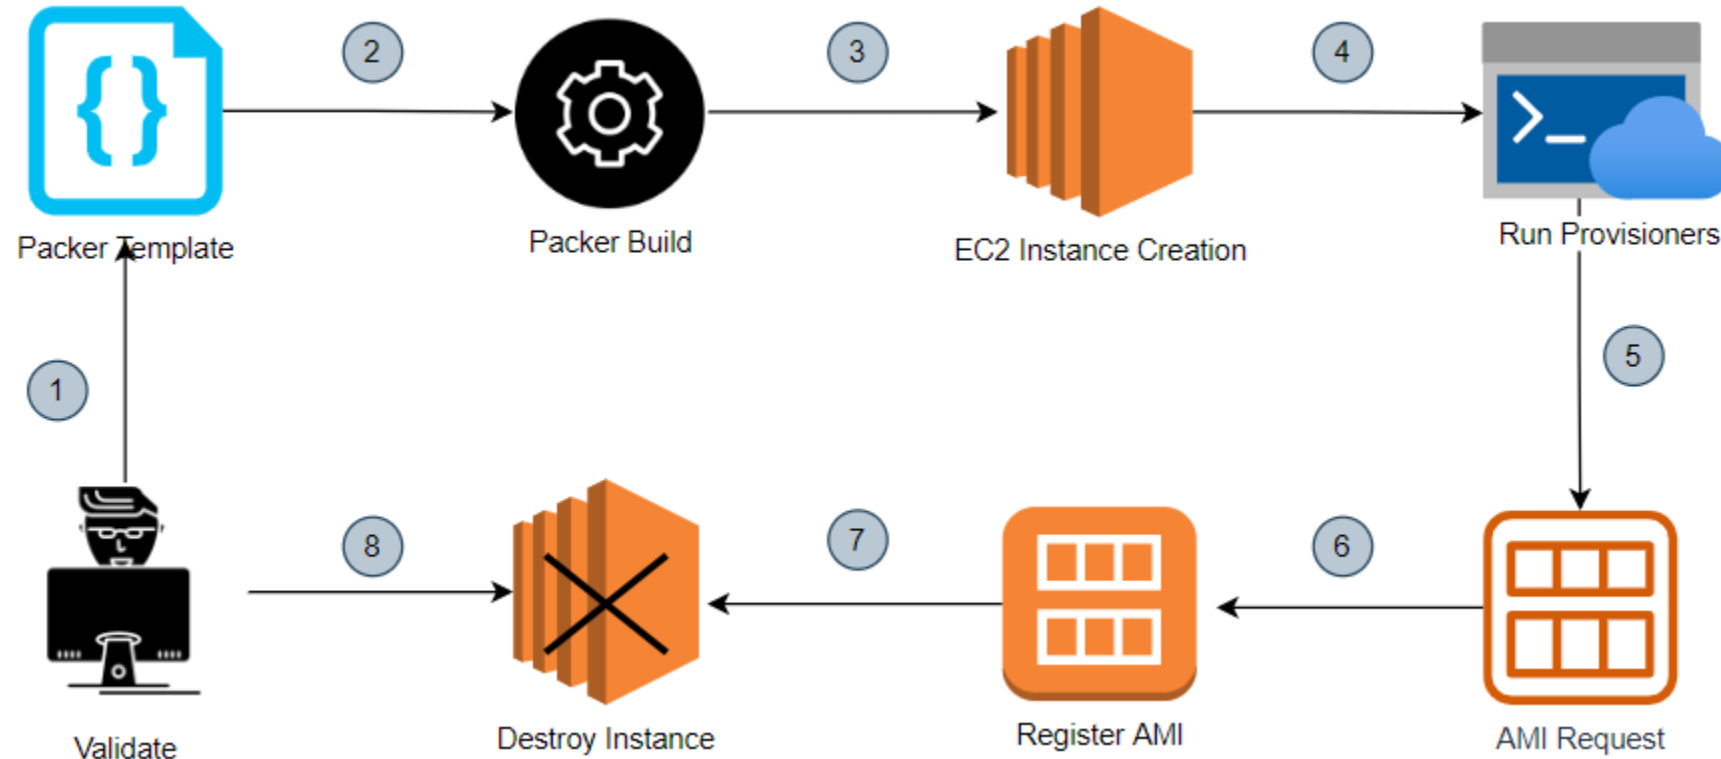 2
3
4
{}
>_
Packer Template
Packer Build
EC2 Instance Creation
Run Provisioners
1
5
8
7
6
Validate
Destroy Instance
Register AMI
AMI Request